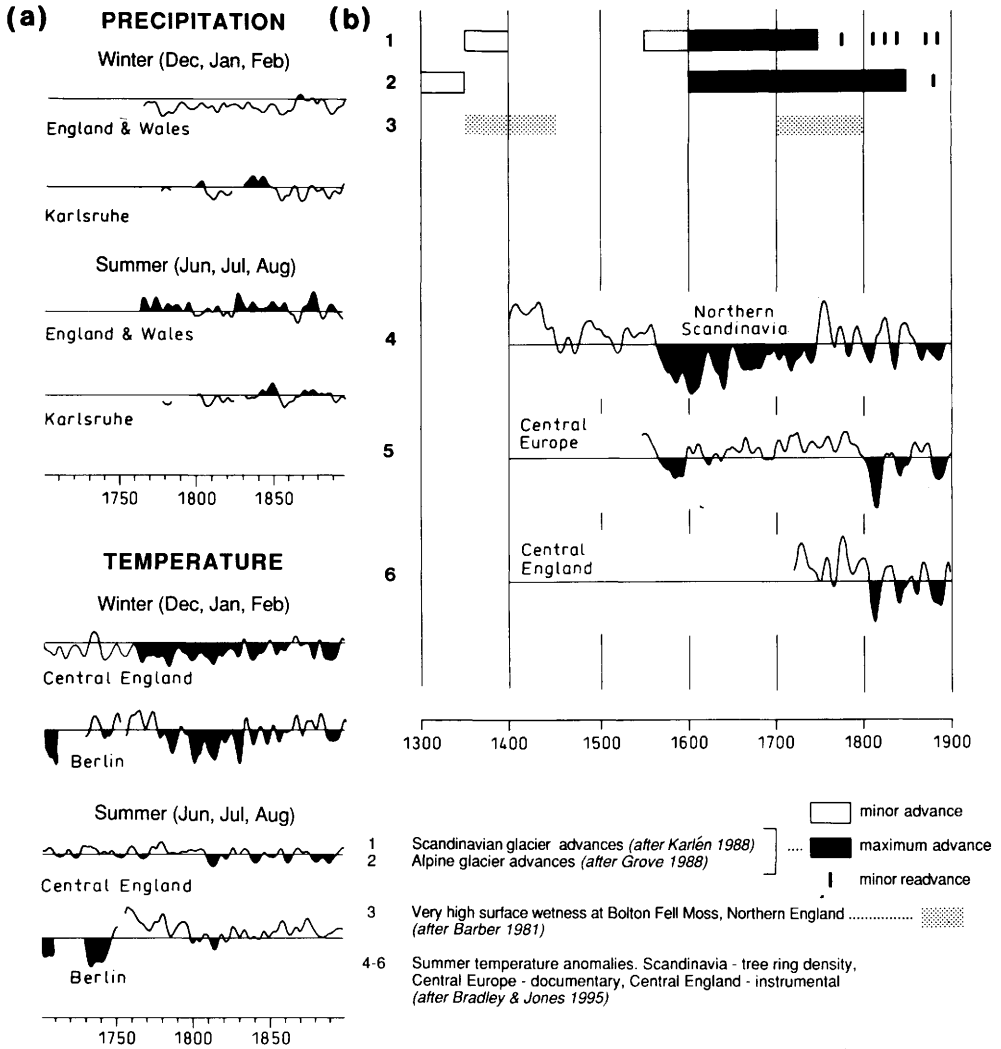 (a)
PRECIPITATION
Winter (Dec, Jan, Feb)
England & Wales
Karlsruhe
Summer (Jun, Jul, Aug)
England & Wales
Karlsruhe
1750 1800 1850
TEMPERATURE
Winter (Dec, Jan, Feb)
Central England
Berlin
Summer (Jun, Jul, Aug)
Central England
Berlin
1750 1800 1850
(b)
1
2
3
4
Northern
Scandinavia
5
Central
Europe
6
Central
England
1300 1400 1500 1600 1700 1800 1900
1 Scandinavian glacier advances (after Karlén 1988)
2 Alpine glacier advances (after Grove 1988)
....
minor advance
maximum advance
minor readvance
3 Very high surface wetness at Bolton Fell Moss, Northern England ................
(after Barber 1981)
4-6 Summer temperature anomalies. Scandinavia - tree ring density,
Central Europe - documentary, Central England - instrumental
(after Bradley & Jones 1995)